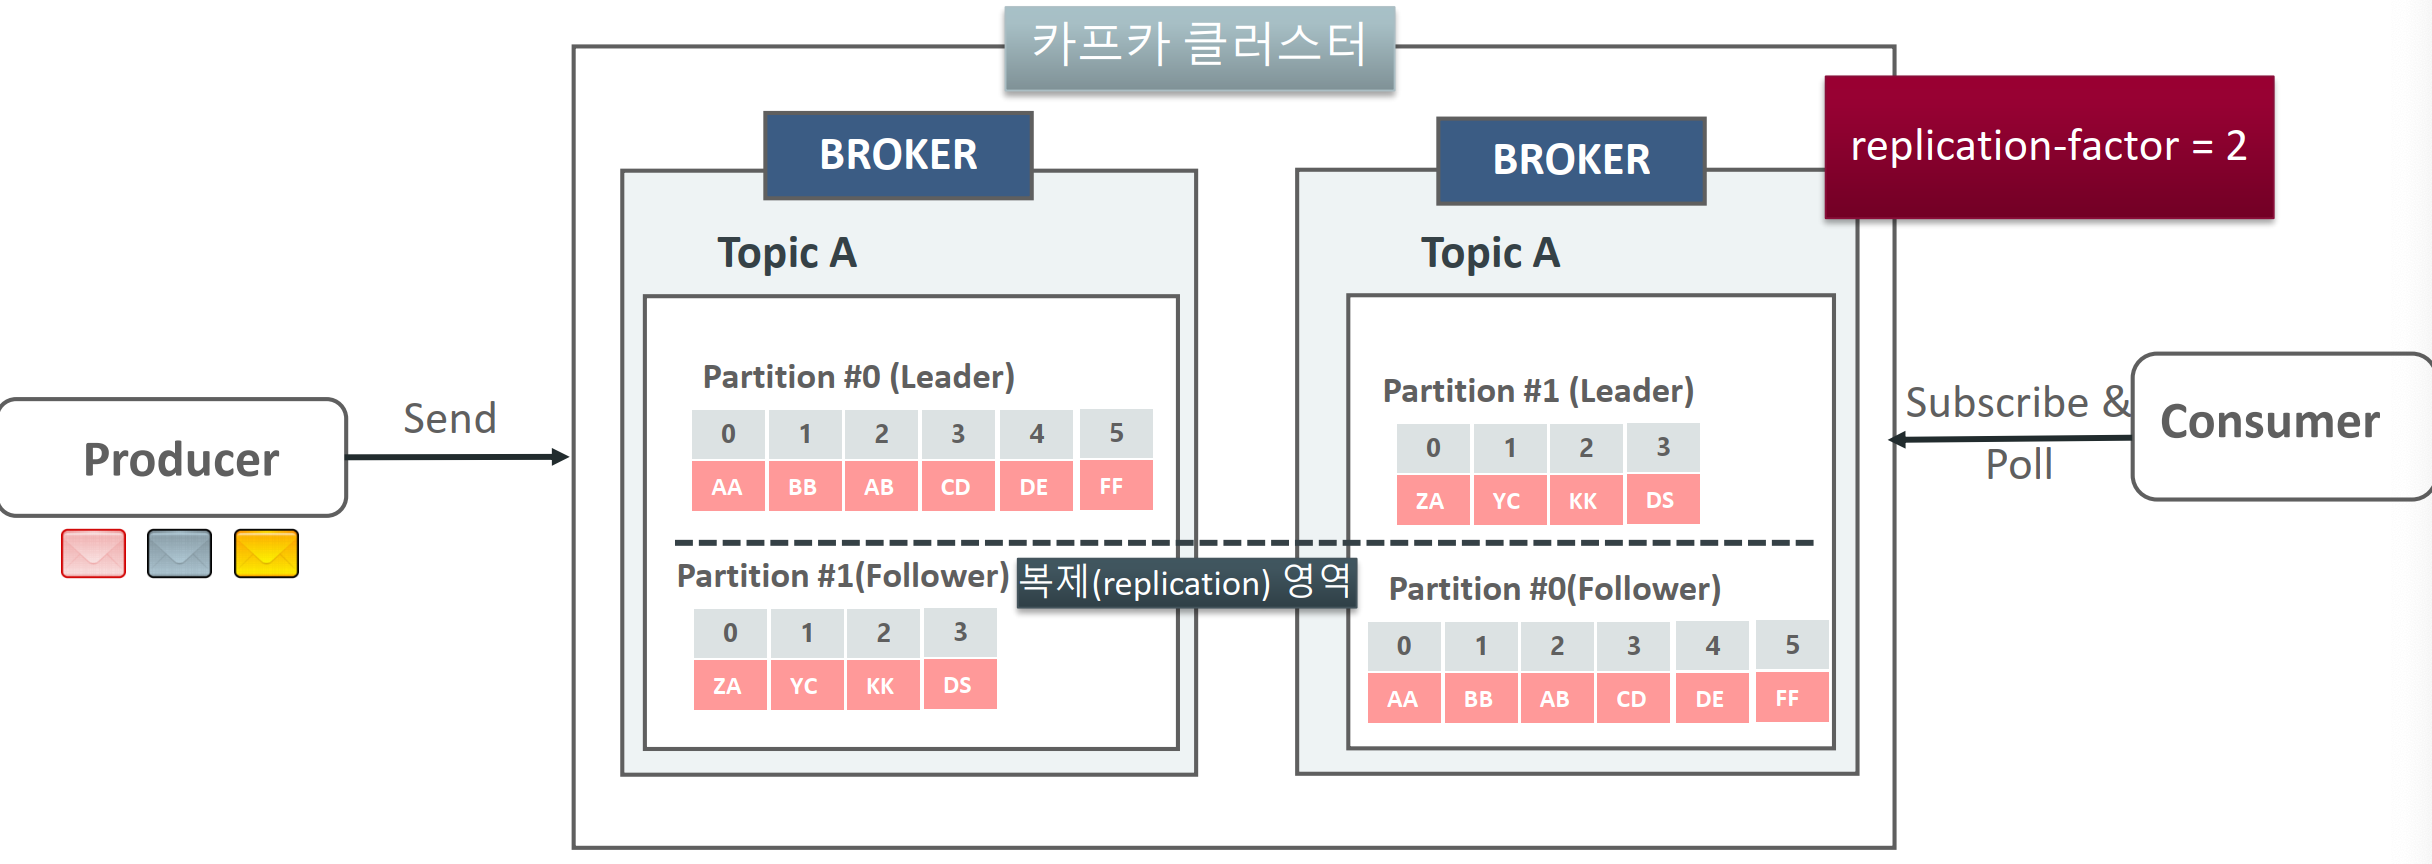 카프카 클러스터
replication-factor = 2
BROKER
BROKER
Topic A
Topic A
Partition #0 (Leader)
0 1 2 3 4 5
AA BB AB CD DE FF
Partition #1 (Leader)
0 1 2 3
ZA YC KK DS
Producer
Send
Subscribe &
Poll
Consumer
복제(replication) 영역
Partition #1(Follower)
0 1 2 3
ZA YC KK DS
Partition #0(Follower)
0 1 2 3 4 5
AA BB AB CD DE FF